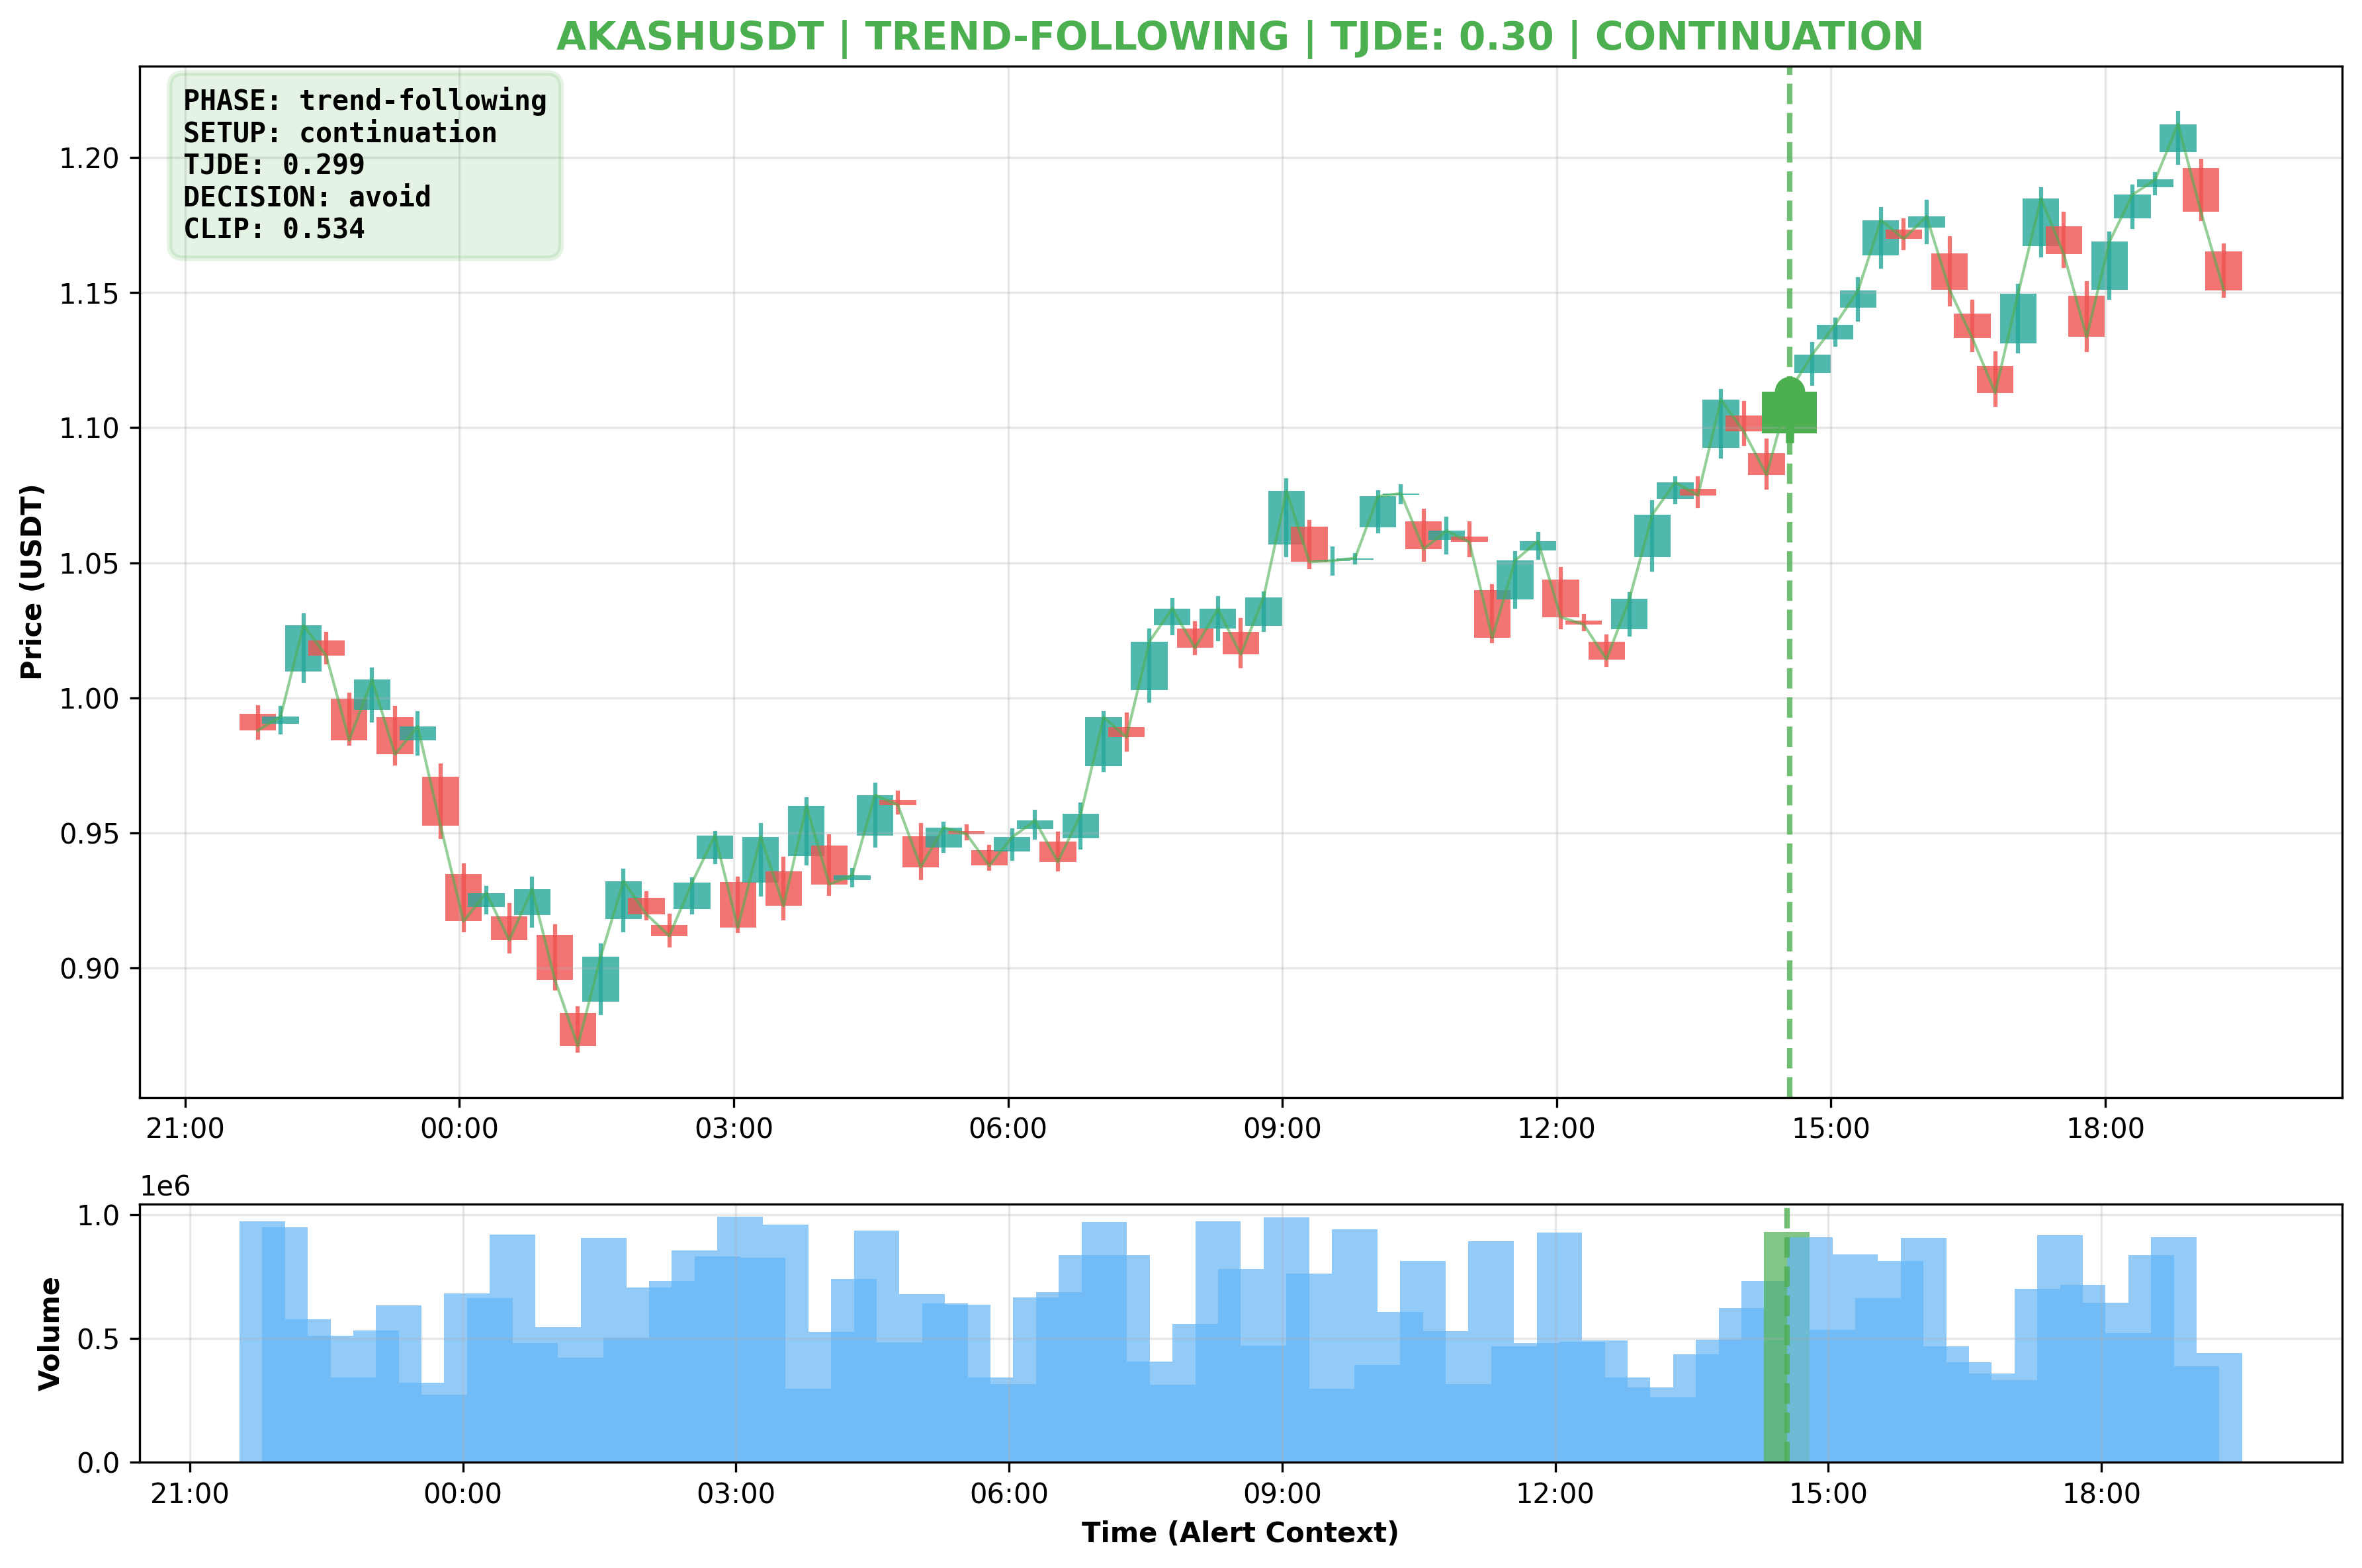 AKASHUSDT | TREND-FOLLOWING | TJDE: 0.30 | CONTINUATION
PHASE: trend-following
SETUP: continuation
TJDE: 0.299
DECISION: avoid
CLIP: 0.534
Price (USDT)
1.20
1.15
1.10
1.05
1.00
0.95
0.90
21:00 00:00 03:00 06:00 09:00 12:00 15:00 18:00
1e6
Volume
1.0
0.5
0.0
21:00 00:00 03:00 06:00 09:00 12:00 15:00 18:00
Time (Alert Context)